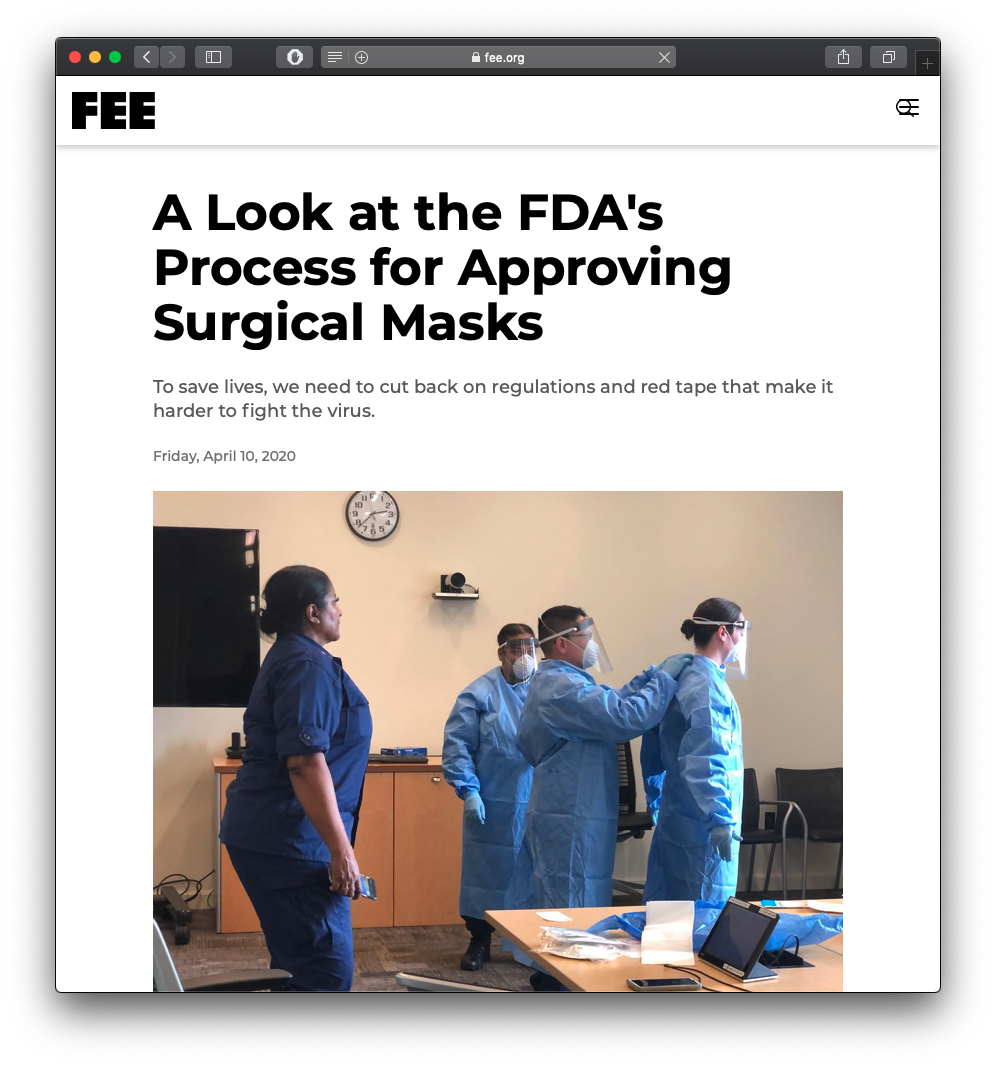 fee.org
FEE
A Look at the FDA's
Process for Approving
Surgical Masks
To save lives, we need to cut back on regulations and red tape that make it
harder to fight the virus.
Friday, April 10, 2020